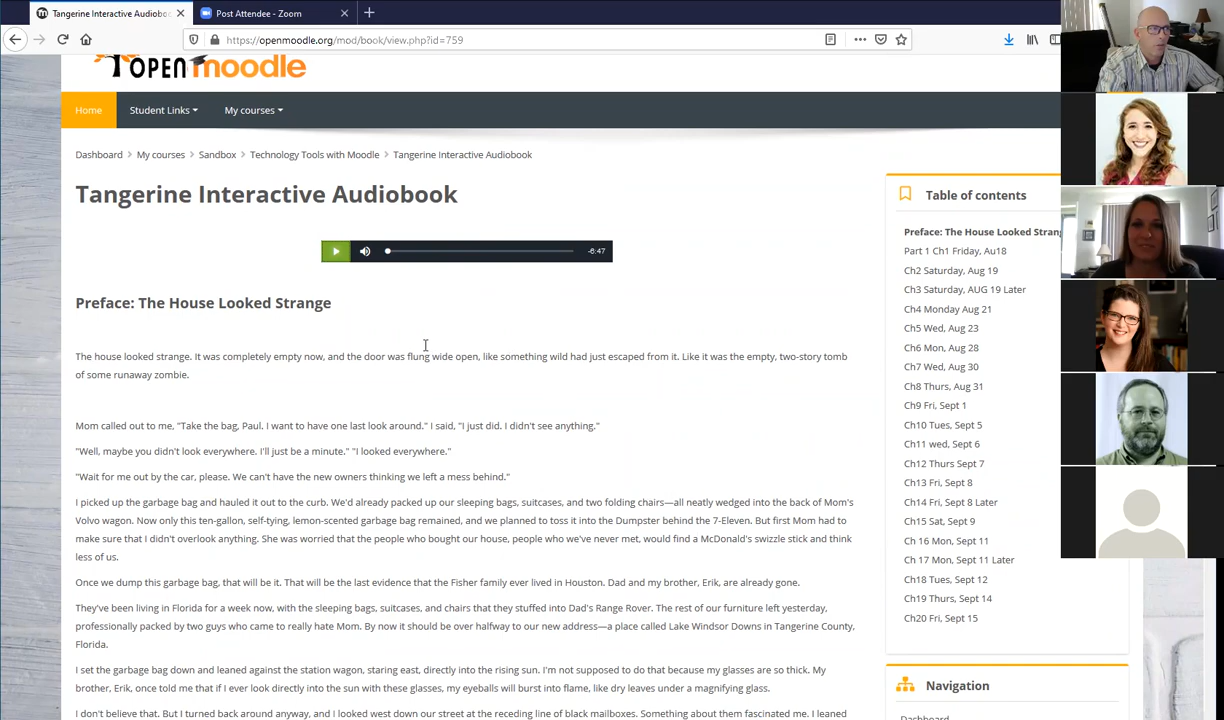 Tangerine Interactive Audiobo
Post Attendee - Zoom
https://openmoodle.org/mod/book/view.php?id=759
OPEN moodle
Home
Student Links
My courses
Dashboard
My courses
Sandbox
Technology Tools with Moodle
Tangerine Interactive Audiobook
Tangerine Interactive Audiobook
-6:47
Preface: The House Looked Strange
The house looked strange. It was completely empty now, and the door was flung wide open, like something wild had just escaped from it. Like it was the empty, two-story tomb
of some runaway zombie.
Mom called out to me, "Take the bag, Paul. I want to have one last look around." I said, "I just did. I didn't see anything."
"Well, maybe you didn't look everywhere. I'll just be a minute." "I looked everywhere."
"Wait for me out by the car, please. We can't have the new owners thinking we left a mess behind."
I picked up the garbage bag and hauled it out to the curb. We'd already packed up our sleeping bags, suitcases, and two folding chairs—all neatly wedged into the back of Mom's
Volvo wagon. Now only this ten-gallon, self-tying, lemon-scented garbage bag remained, and we planned to toss it into the Dumpster behind the 7-Eleven. But first Mom had to
make sure that I didn't overlook anything. She was worried that the people who bought our house, people who we've never met, would find a McDonald's swizzle stick and think
less of us.
Once we dump this garbage bag, that will be it. That will be the last evidence that the Fisher family ever lived in Houston. Dad and my brother, Erik, are already gone.
They've been living in Florida for a week now, with the sleeping bags, suitcases, and chairs that they stuffed into Dad's Range Rover. The rest of our furniture left yesterday,
professionally packed by two guys who came to really hate Mom. By now it should be over halfway to our new address—a place called Lake Windsor Downs in Tangerine County,
Florida.
I set the garbage bag down and leaned against the station wagon, staring east, directly into the rising sun. I'm not supposed to do that because my glasses are so thick. My
brother, Erik, once told me that if I ever look directly into the sun with these glasses, my eyeballs will burst into flame, like dry leaves under a magnifying glass.
I don't believe that. But I turned back around anyway, and I looked west down our street at the receding line of black mailboxes. Something about them fascinated me. I leaned
Table of contents
Preface: The House Looked Strang
Part 1 Ch1 Friday, Au18
Ch2 Saturday, Aug 19
Ch3 Saturday, AUG 19 Later
Ch4 Monday Aug 21
Ch5 Wed, Aug 23
Ch6 Mon, Aug 28
Ch7 Wed, Aug 30
Ch8 Thurs, Aug 31
Ch9 Fri, Sept 1
Ch10 Tues, Sept 5
Ch11 wed, Sept 6
Ch12 Thurs Sept 7
Ch13 Fri, Sept 8
Ch14 Fri, Sept 8 Later
Ch15 Sat, Sept 9
Ch 16 Mon, Sept 11
Ch 17 Mon, Sept 11 Later
Ch18 Tues, Sept 12
Ch19 Thurs, Sept 14
Ch20 Fri, Sept 15
Navigation
Dashboard